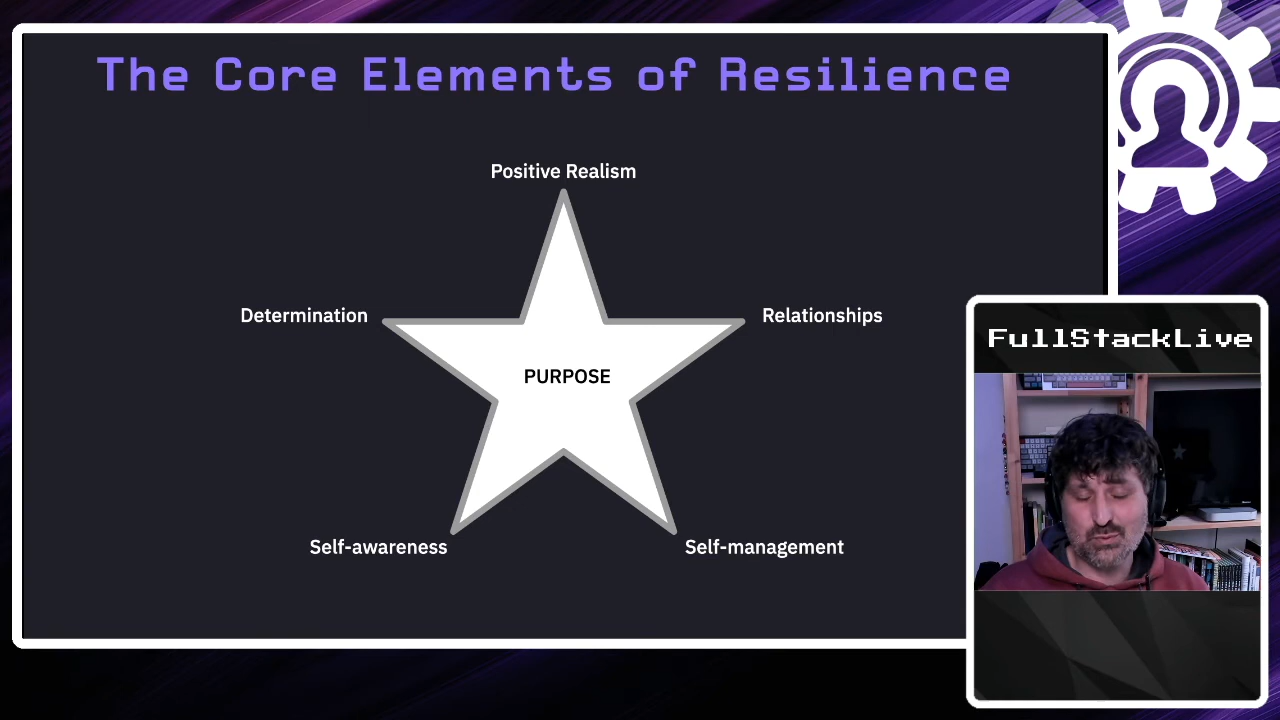 The Core Elements of Resilience
Positive Realism
Determination
Relationships
PURPOSE
Self-awareness
Self-management
FullStackLive